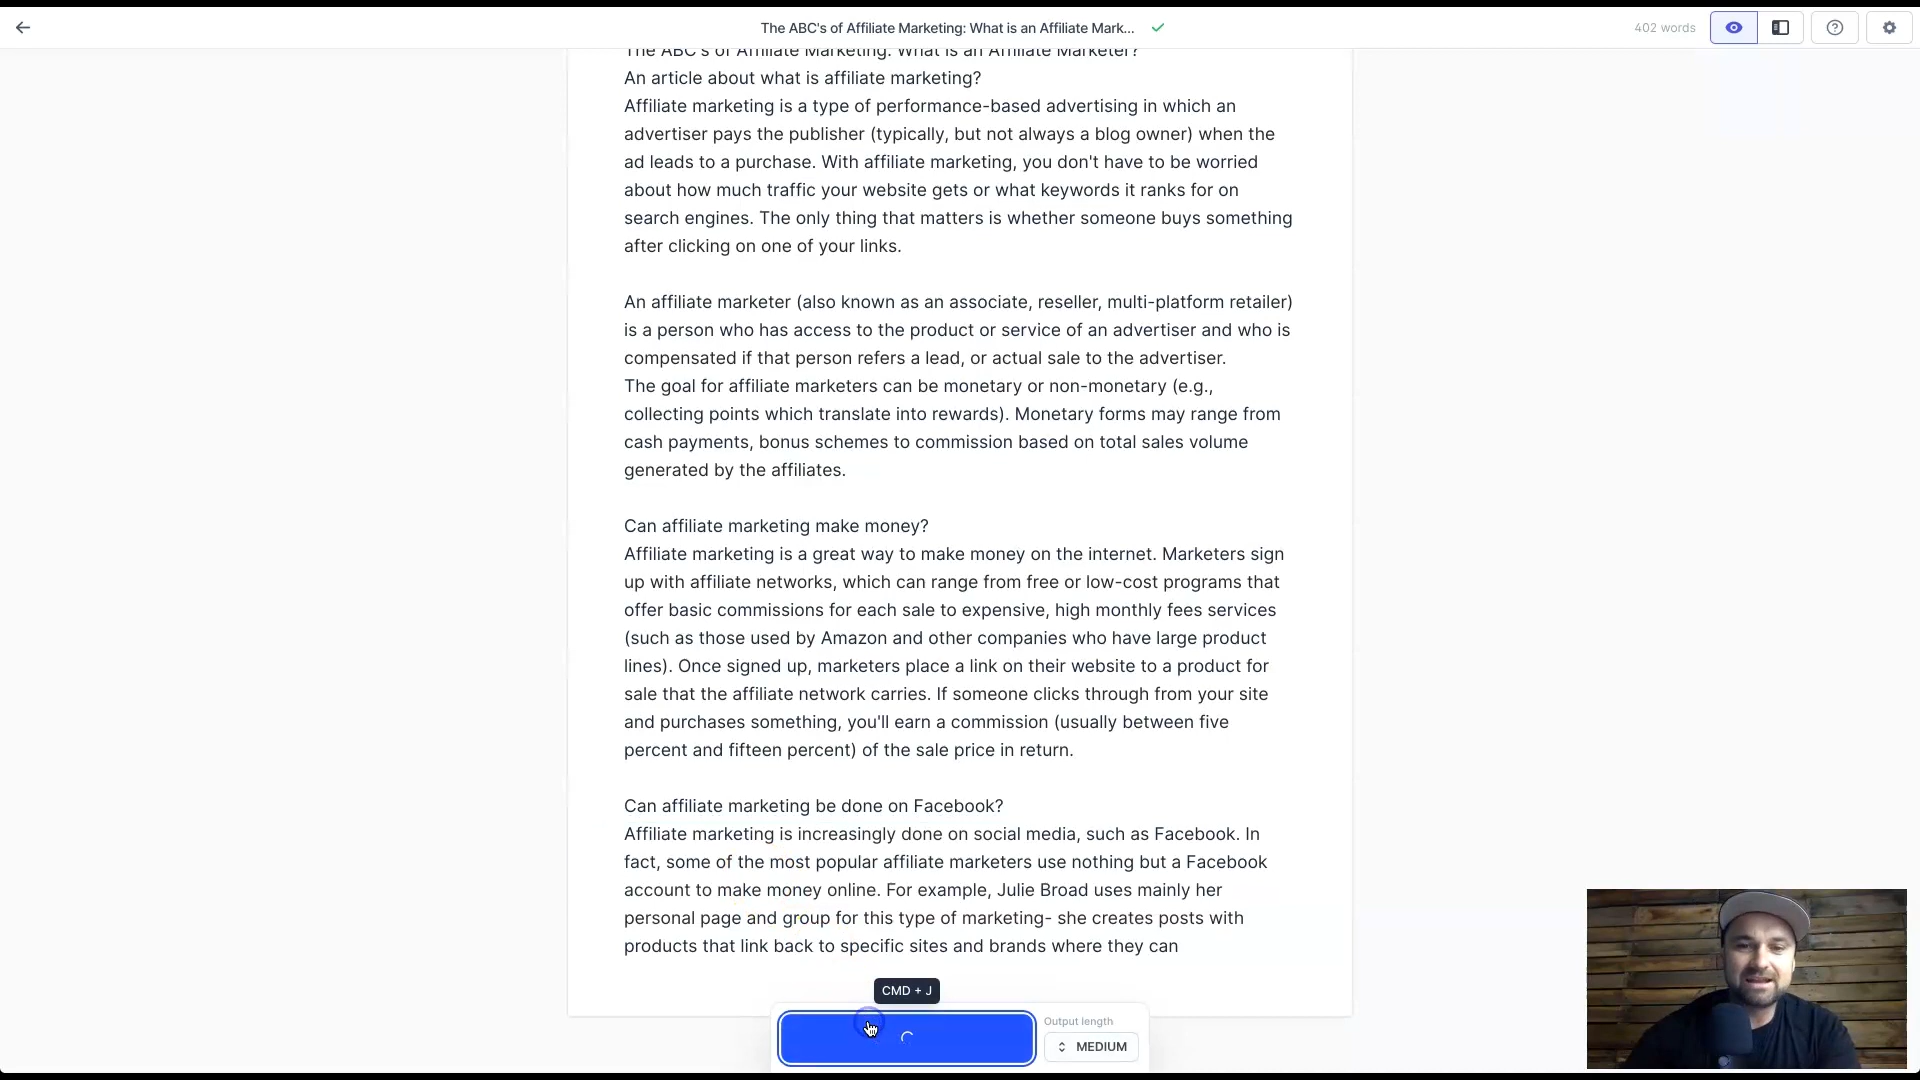 The ABC's of Affiliate Marketing: What is an Affiliate Mark...
402 words
The ABC's of Affiliate Marketing: What is an Affiliate Marketer?
An article about what is affiliate marketing?
Affiliate marketing is a type of performance-based advertising in which an
advertiser pays the publisher (typically, but not always a blog owner) when the
ad leads to a purchase. With affiliate marketing, you don't have to be worried
about how much traffic your website gets or what keywords it ranks for on
search engines. The only thing that matters is whether someone buys something
after clicking on one of your links.
An affiliate marketer (also known as an associate, reseller, multi-platform retailer)
is a person who has access to the product or service of an advertiser and who is
compensated if that person refers a lead, or actual sale to the advertiser.
The goal for affiliate marketers can be monetary or non-monetary (e.g.,
collecting points which translate into rewards). Monetary forms may range from
cash payments, bonus schemes to commission based on total sales volume
generated by the affiliates.
Can affiliate marketing make money?
Affiliate marketing is a great way to make money on the internet. Marketers sign
up with affiliate networks, which can range from free or low-cost programs that
offer basic commissions for each sale to expensive, high monthly fees services
(such as those used by Amazon and other companies who have large product
lines). Once signed up, marketers place a link on their website to a product for
sale that the affiliate network carries. If someone clicks through from your site
and purchases something, you'll earn a commission (usually between five
percent and fifteen percent) of the sale price in return.
Can affiliate marketing be done on Facebook?
Affiliate marketing is increasingly done on social media, such as Facebook. In
fact, some of the most popular affiliate marketers use nothing but a Facebook
account to make money online. For example, Julie Broad uses mainly her
personal page and group for this type of marketing- she creates posts with
products that link back to specific sites and brands where they can
CMD + J
Output length
MEDIUM